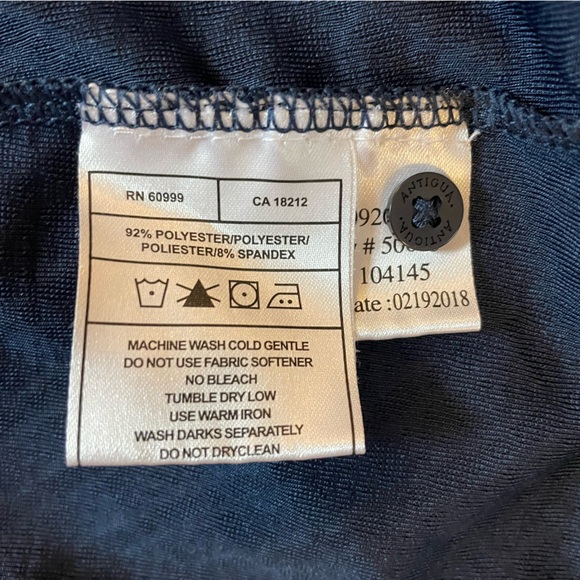 RN 60999
CA 18212
92% POLYESTER/POLYESTER/
POLIESTER/8% SPANDEX
MACHINE WASH COLD GENTLE
DO NOT USE FABRIC SOFTENER
NO BLEACH
TUMBLE DRY LOW
USE WARM IRON
WASH DARKS SEPARATELY
DO NOT DRYCLEAN
ANTIGUA. ANTIGUA.
104145
ate :02192018